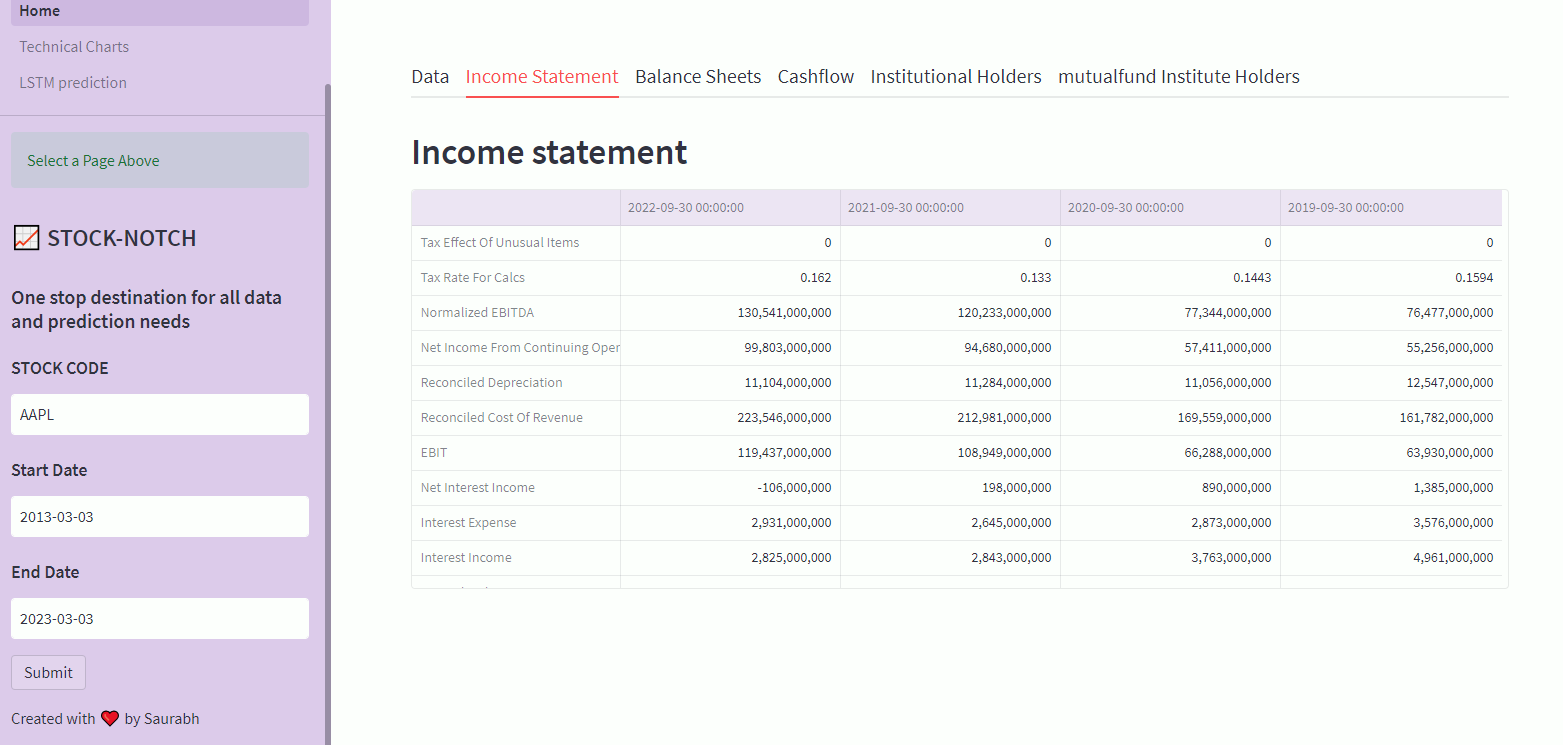 Home
Technical Charts
LSTM prediction
Select a Page Above
📈 STOCK-NOTCH
One stop destination for all data
and prediction needs
STOCK CODE
AAPL
Start Date
2013-03-03
End Date
2023-03-03
Submit
Created with ❤️ by Saurabh
Data Income Statement Balance Sheets Cashflow Institutional Holders mutualfund Institute Holders
Income statement
2022-09-30 00:00:00 2021-09-30 00:00:00 2020-09-30 00:00:00 2019-09-30 00:00:00
Tax Effect Of Unusual Items 0 0 0 0
Tax Rate For Calcs 0.162 0.133 0.1443 0.1594
Normalized EBITDA 130,541,000,000 120,233,000,000 77,344,000,000 76,477,000,000
Net Income From Continuing Oper 99,803,000,000 94,680,000,000 57,411,000,000 55,256,000,000
Reconciled Depreciation 11,104,000,000 11,284,000,000 11,056,000,000 12,547,000,000
Reconciled Cost Of Revenue 223,546,000,000 212,981,000,000 169,559,000,000 161,782,000,000
EBIT 119,437,000,000 108,949,000,000 66,288,000,000 63,930,000,000
Net Interest Income -106,000,000 198,000,000 890,000,000 1,385,000,000
Interest Expense 2,931,000,000 2,645,000,000 2,873,000,000 3,576,000,000
Interest Income 2,825,000,000 2,843,000,000 3,763,000,000 4,961,000,000